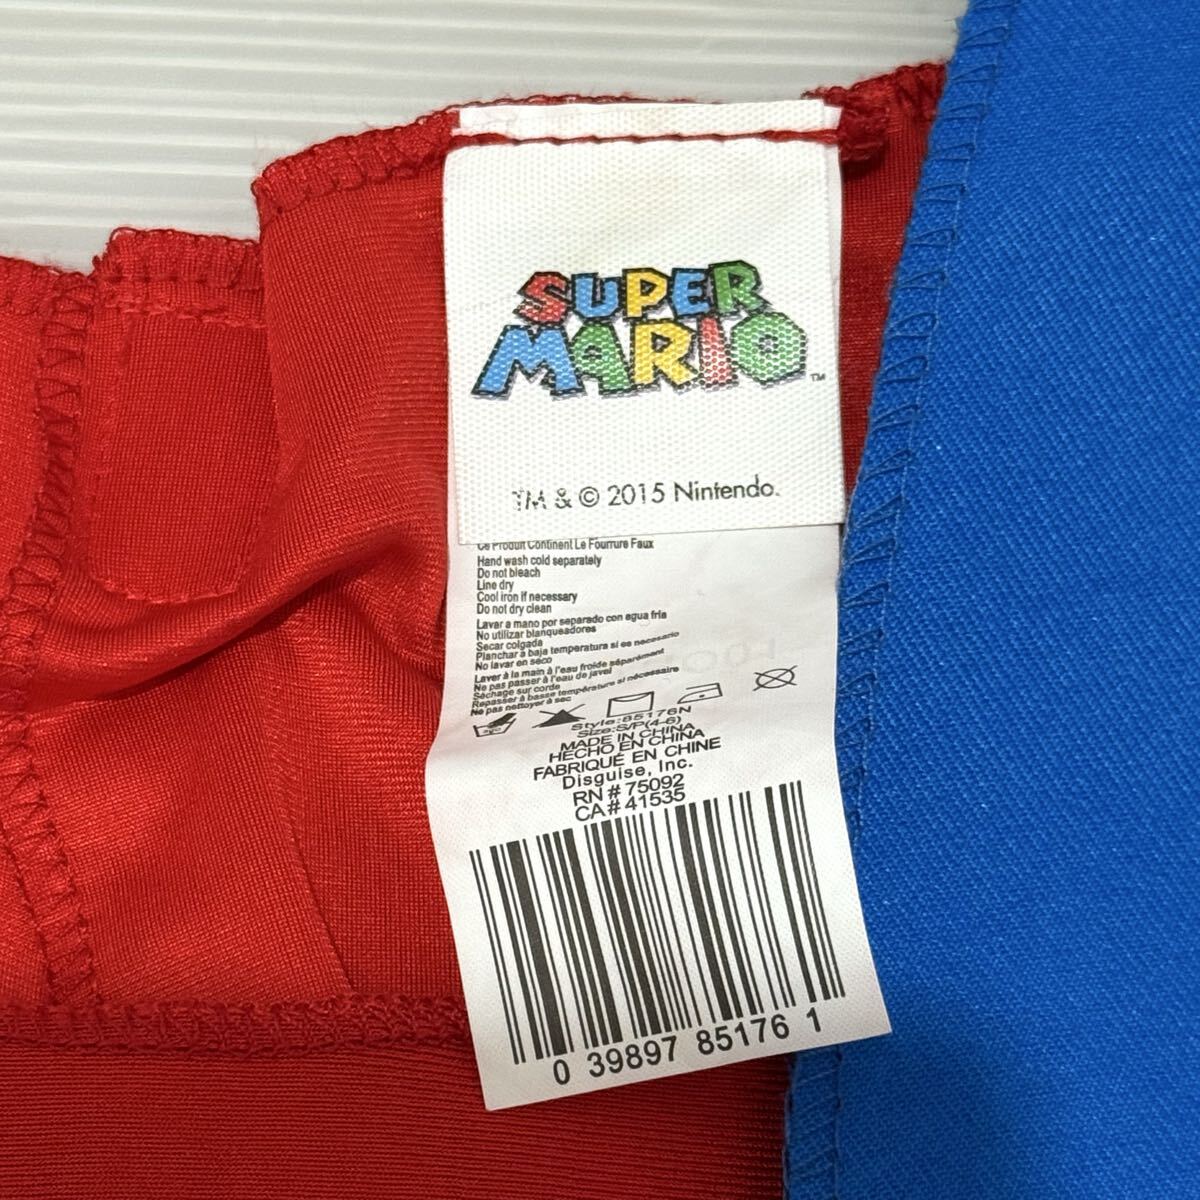 SUPER
MARIO™
TM & © 2015 Nintendo.
Ce Produit Continent Le Fourrure Faux
Hand wash cold separately
Do not bleach
Line dry
Cool iron if necessary
Do not dry clean
Lavar a mano por separado con agua fria
No utilizar blanqueadores
Secar colgada
Planchar a baja temperatura si es necesario
No lavar en seco
Laver à la main à l'eau froide séparément
Ne pas passer à l'eau de javel
Séchage sur corde
Repasser à basse température si nécessaire
Ne pas nettoyer à sec
Style:85176N
Size:S/P(4-6)
MADE IN CHINA
HECHO EN CHINA
FABRIQUÉ EN CHINE
Disguise, Inc.
RN # 75092
CA# 41535
0 39897 85176 1